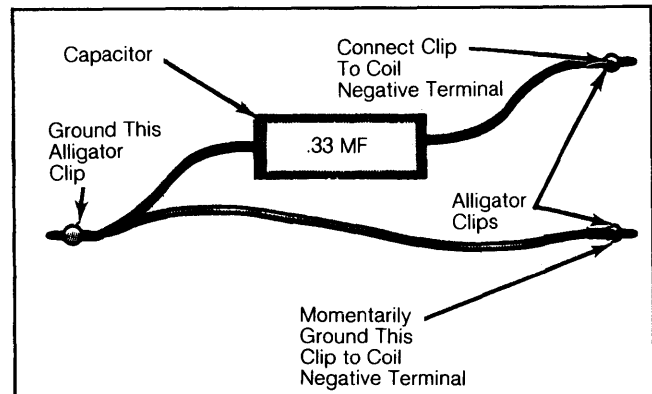 Capacitor
Connect Clip
To Coil
Negative Terminal
Ground This
Alligator
Clip
.33 MF
Alligator
Clips
Momentarily
Ground This
Clip to Coil
Negative Terminal